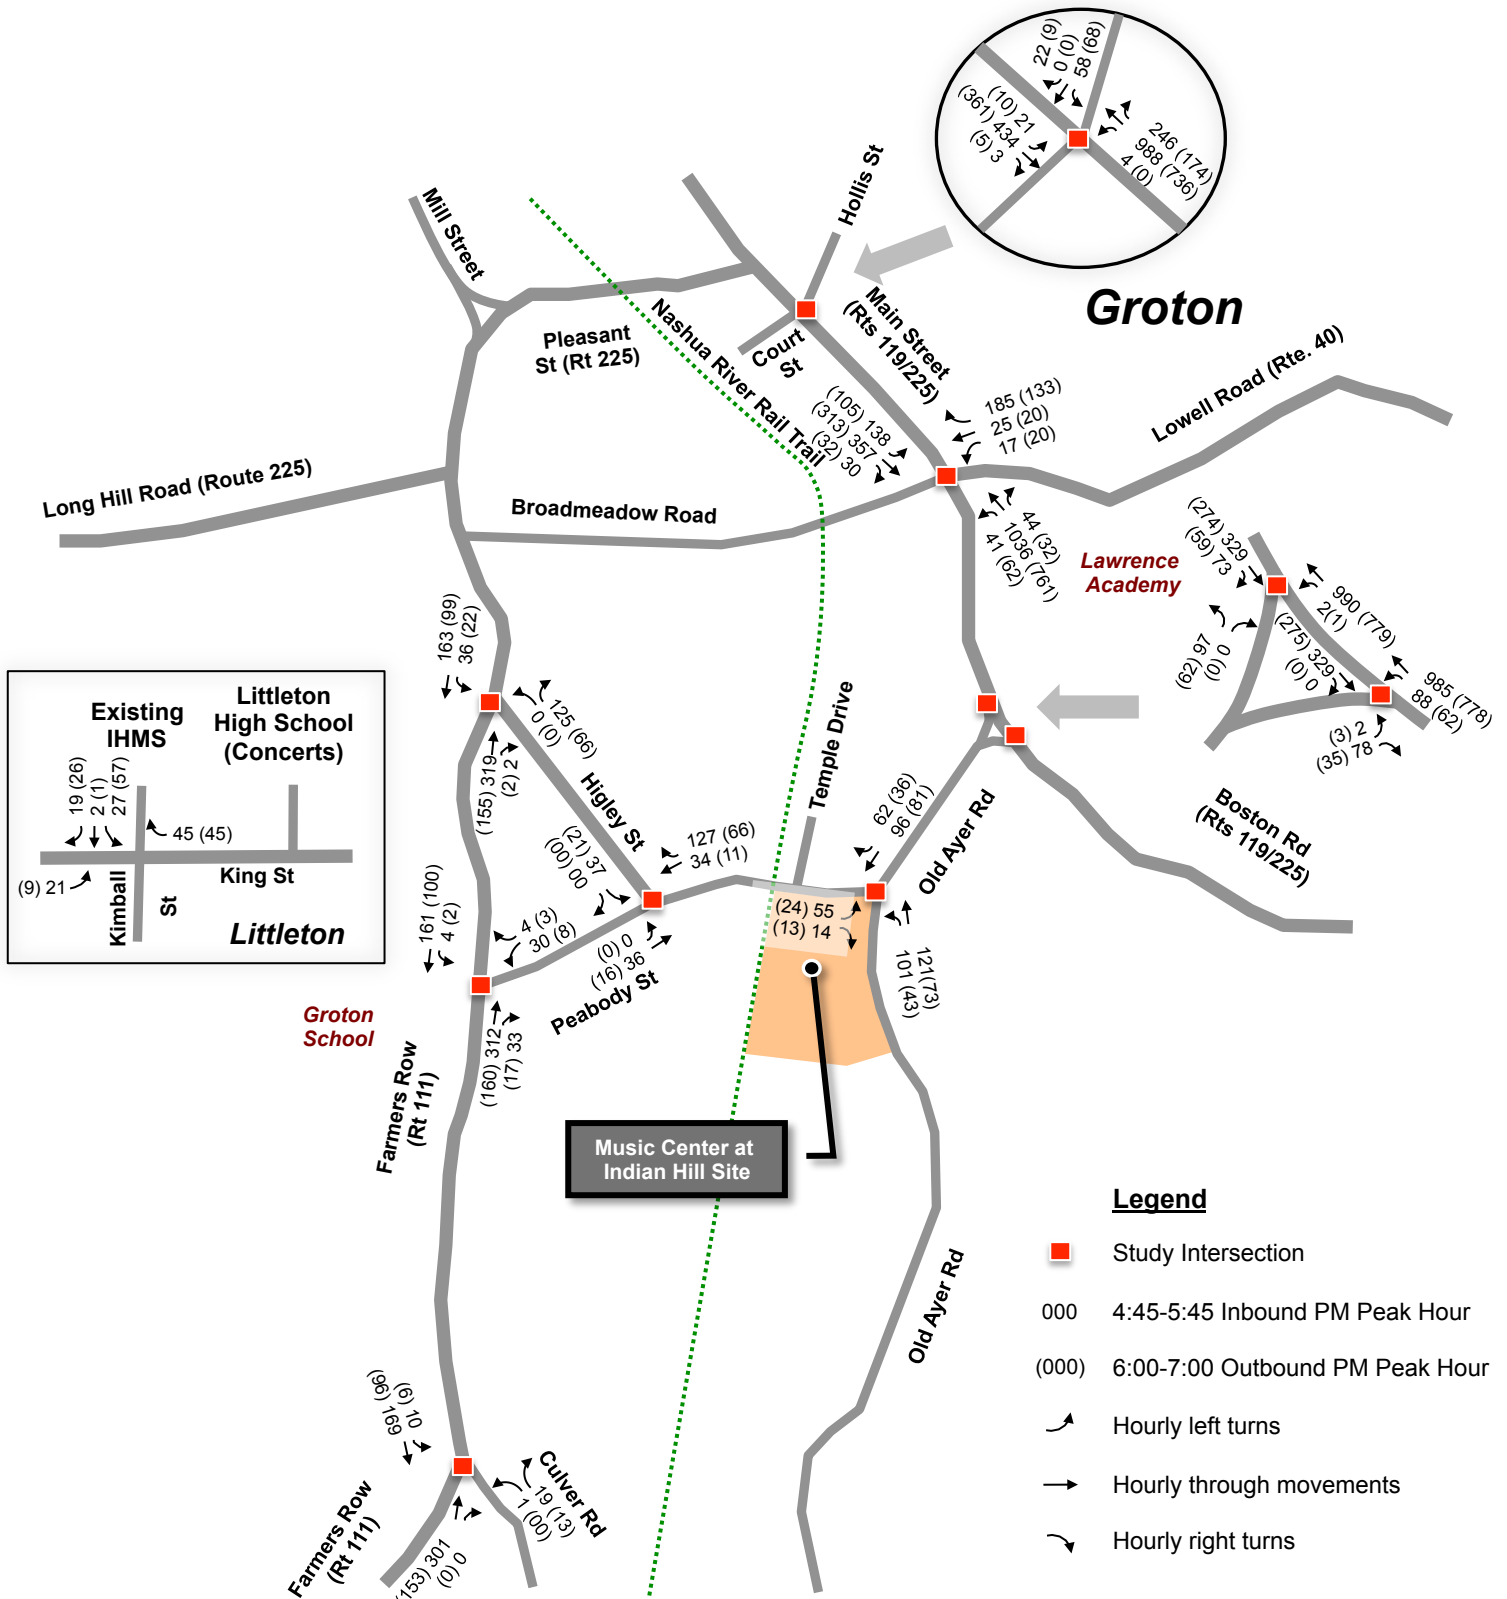 22 (9)
0 (0)
58 (68)
(10) 21
(361) 434
(5) 3
246 (174)
988 (736)
4 (0)
Groton
Hollis St
Mill Street
Main Street
(Rts 119/225)
Pleasant
St (Rt 225)
Nashua River Rail Trail
Court
St
Lowell Road (Rte. 40)
185 (133)
25 (20)
17 (20)
(105) 138
(313) 357
(32) 30
Long Hill Road (Route 225)
Broadmeadow Road
44 (32)
1036 (761)
41 (62)
Lawrence
Academy
(274) 329
(59) 73
990 (779)
2(1)
(62) 97
(0) 0
(275) 329
(0) 0
985 (778)
88 (62)
(3) 2
(35) 78
Boston Rd
(Rts 119/225)
163 (99)
36 (22)
125 (66)
0 (0)
(155) 319
(2) 2
Higley St
Temple Drive
Existing
IHMS
Littleton
High School
(Concerts)
19 (26)
2 (1)
27 (57)
45 (45)
(9) 21
King St
Kimball
St
Littleton
(21) 37
(00) 00
127 (66)
34 (11)
62 (36)
96 (81)
Old Ayer Rd
161 (100)
4 (2)
4 (3)
30 (8)
(0) 0
(16) 36
Peabody St
(24) 55
(13) 14
121(73)
101 (43)
Groton
School
(160) 312
(17) 33
Farmers Row
(Rt 111)
Music Center at
Indian Hill Site
Old Ayer Rd
Legend
Study Intersection
000 4:45-5:45 Inbound PM Peak Hour
(000) 6:00-7:00 Outbound PM Peak Hour
Hourly left turns
Hourly through movements
Hourly right turns
(6) 10
(96) 169
Culver Rd
19 (13)
1 (00)
Farmers Row
(Rt 111)
(153) 301
(0) 0